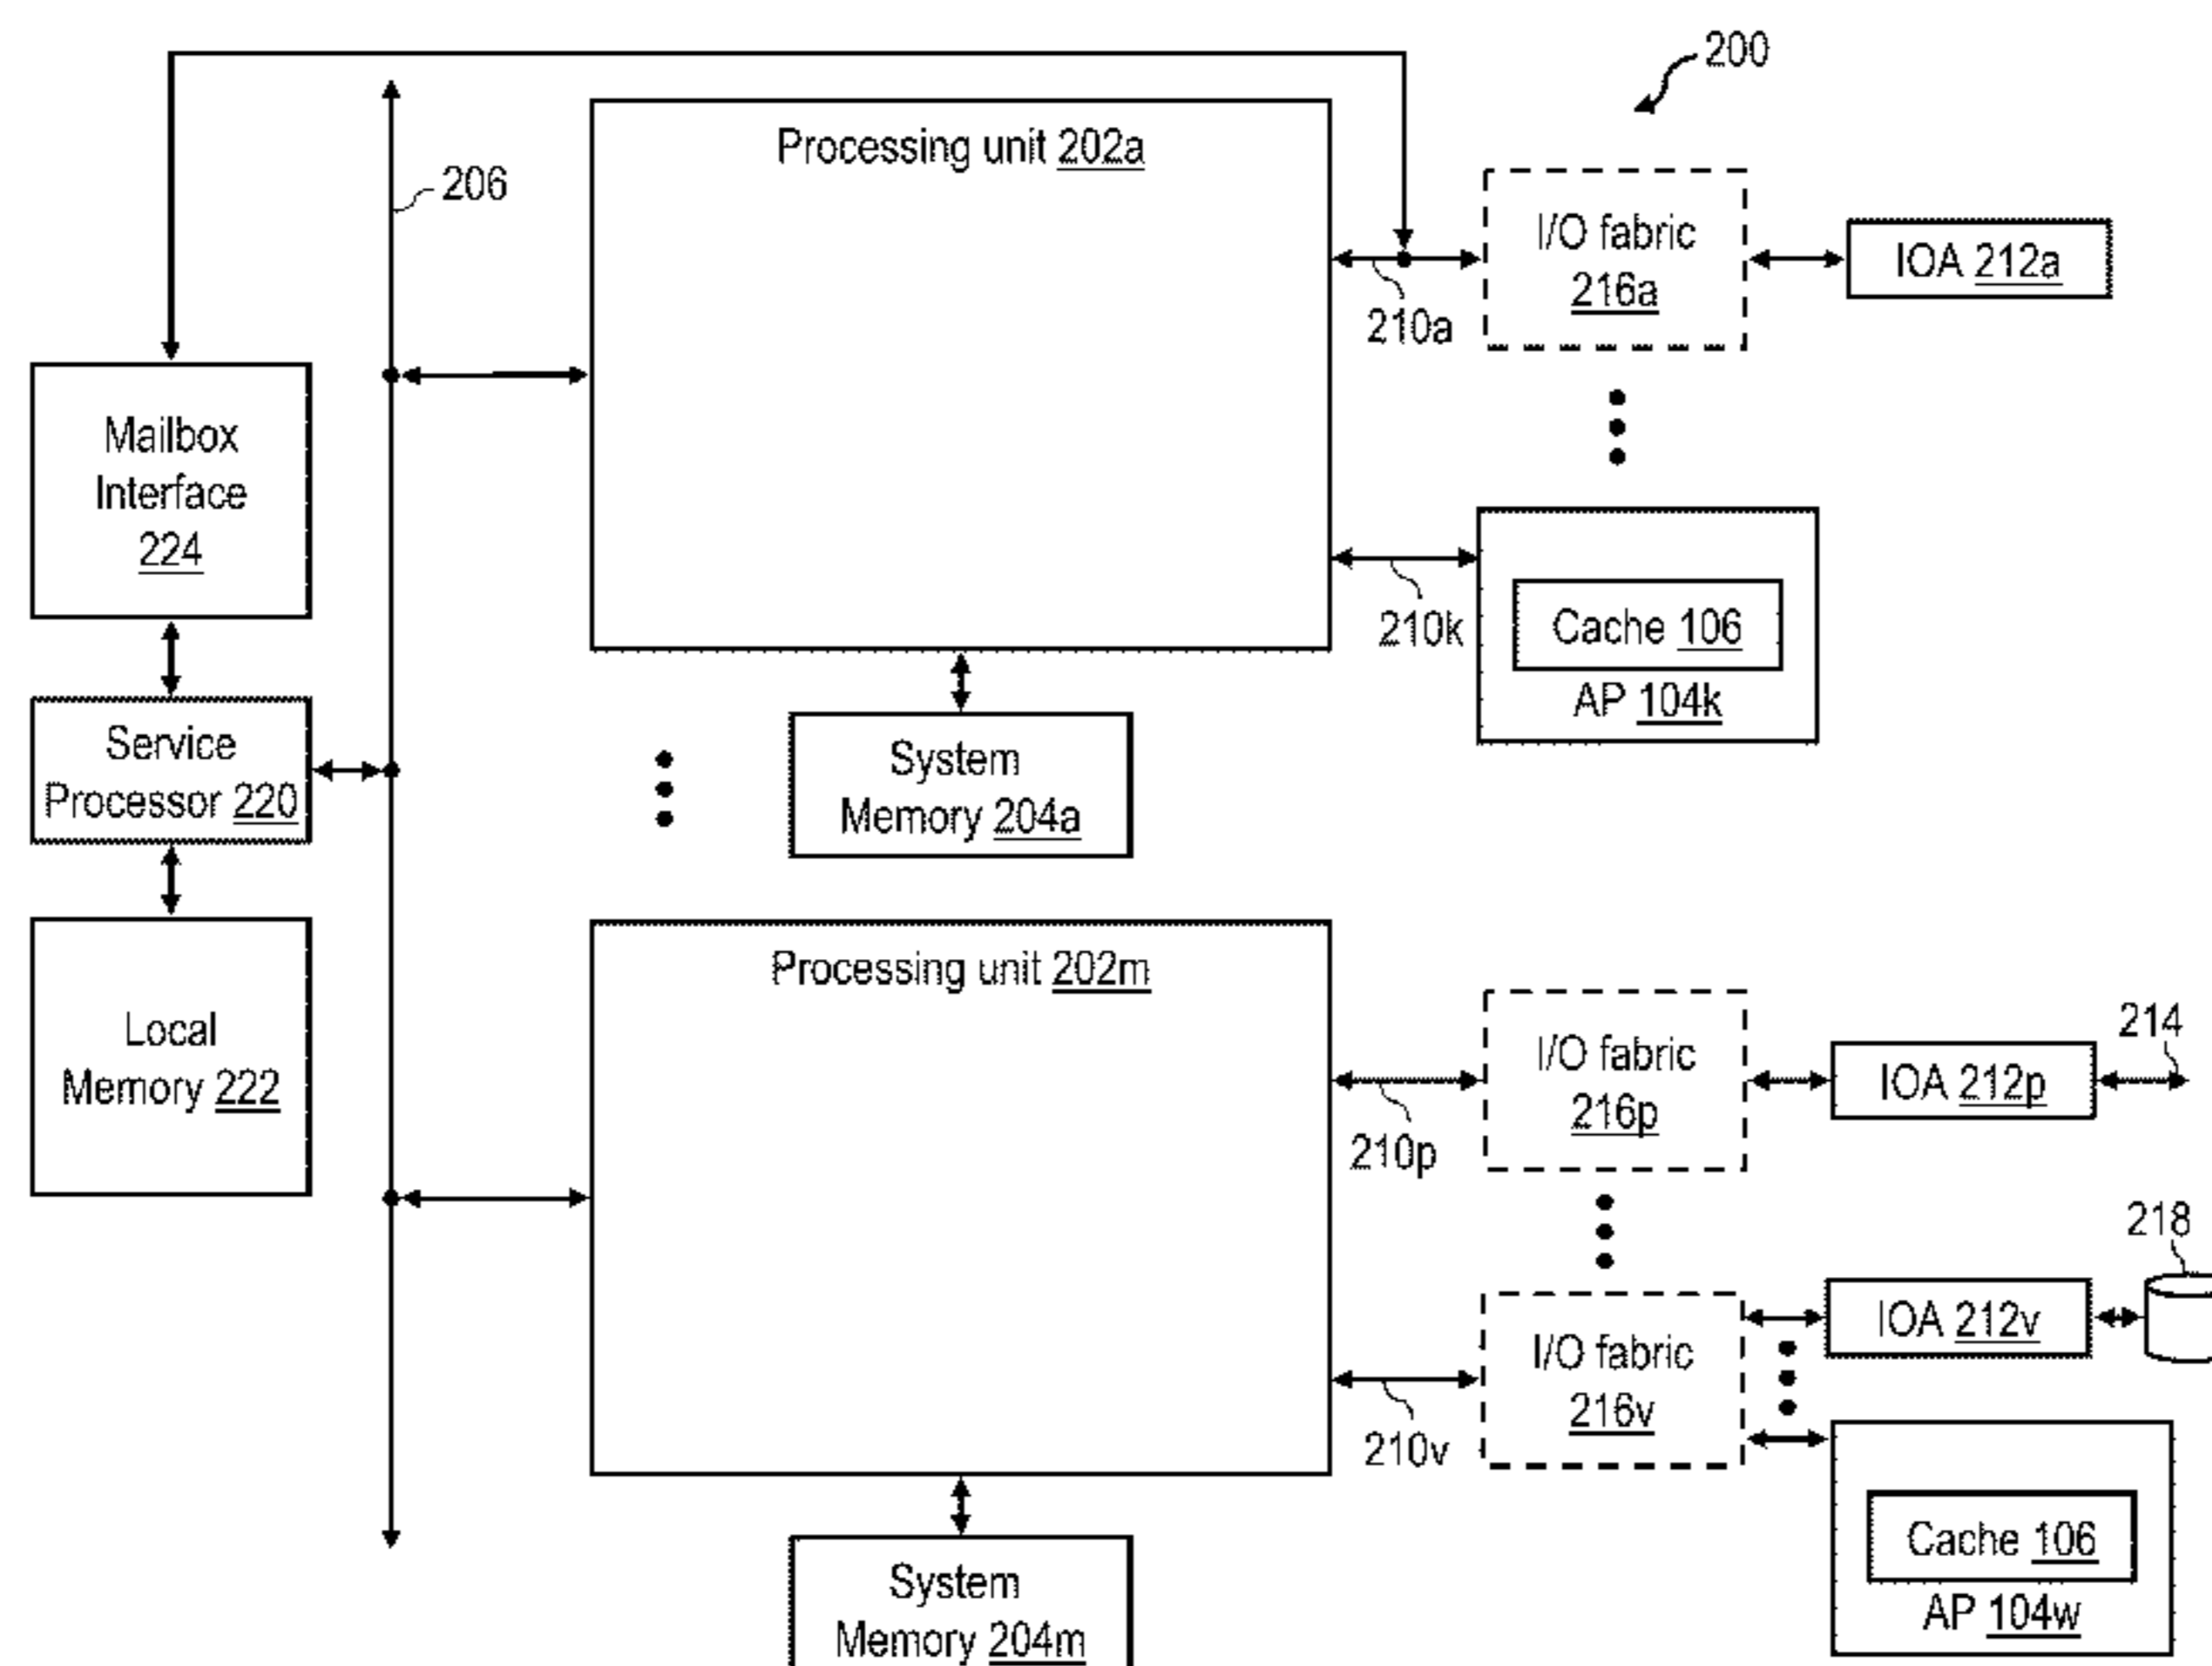 200
Processing unit 202a
206
I/O fabric
216a
IOA 212a
210a
Mailbox
Interface
224
210k
Cache 106
AP 104k
Service
Processor 220
System
Memory 204a
Local
Memory 222
Processing unit 202m
I/O fabric
216p
IOA 212p
214
210p
218
I/O fabric
216v
IOA 212v
210v
Cache 106
AP 104w
System
Memory 204m